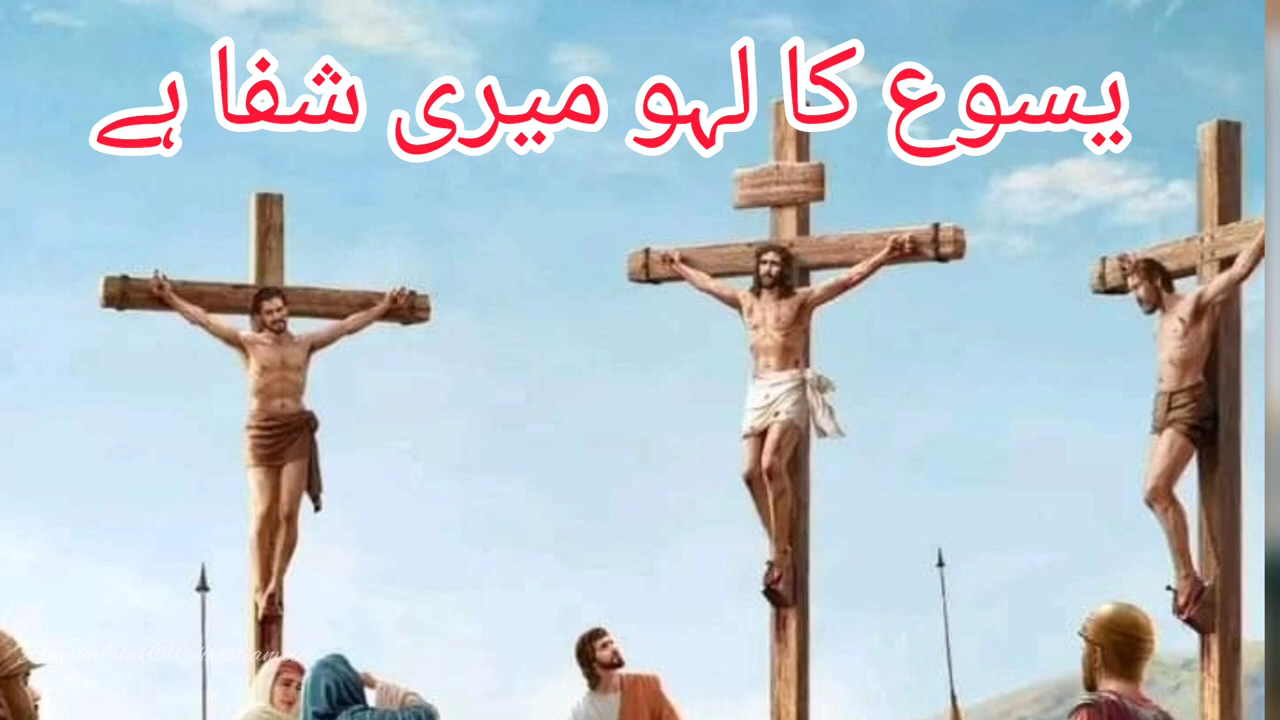 یسوع کا لہو میری شفا ہے